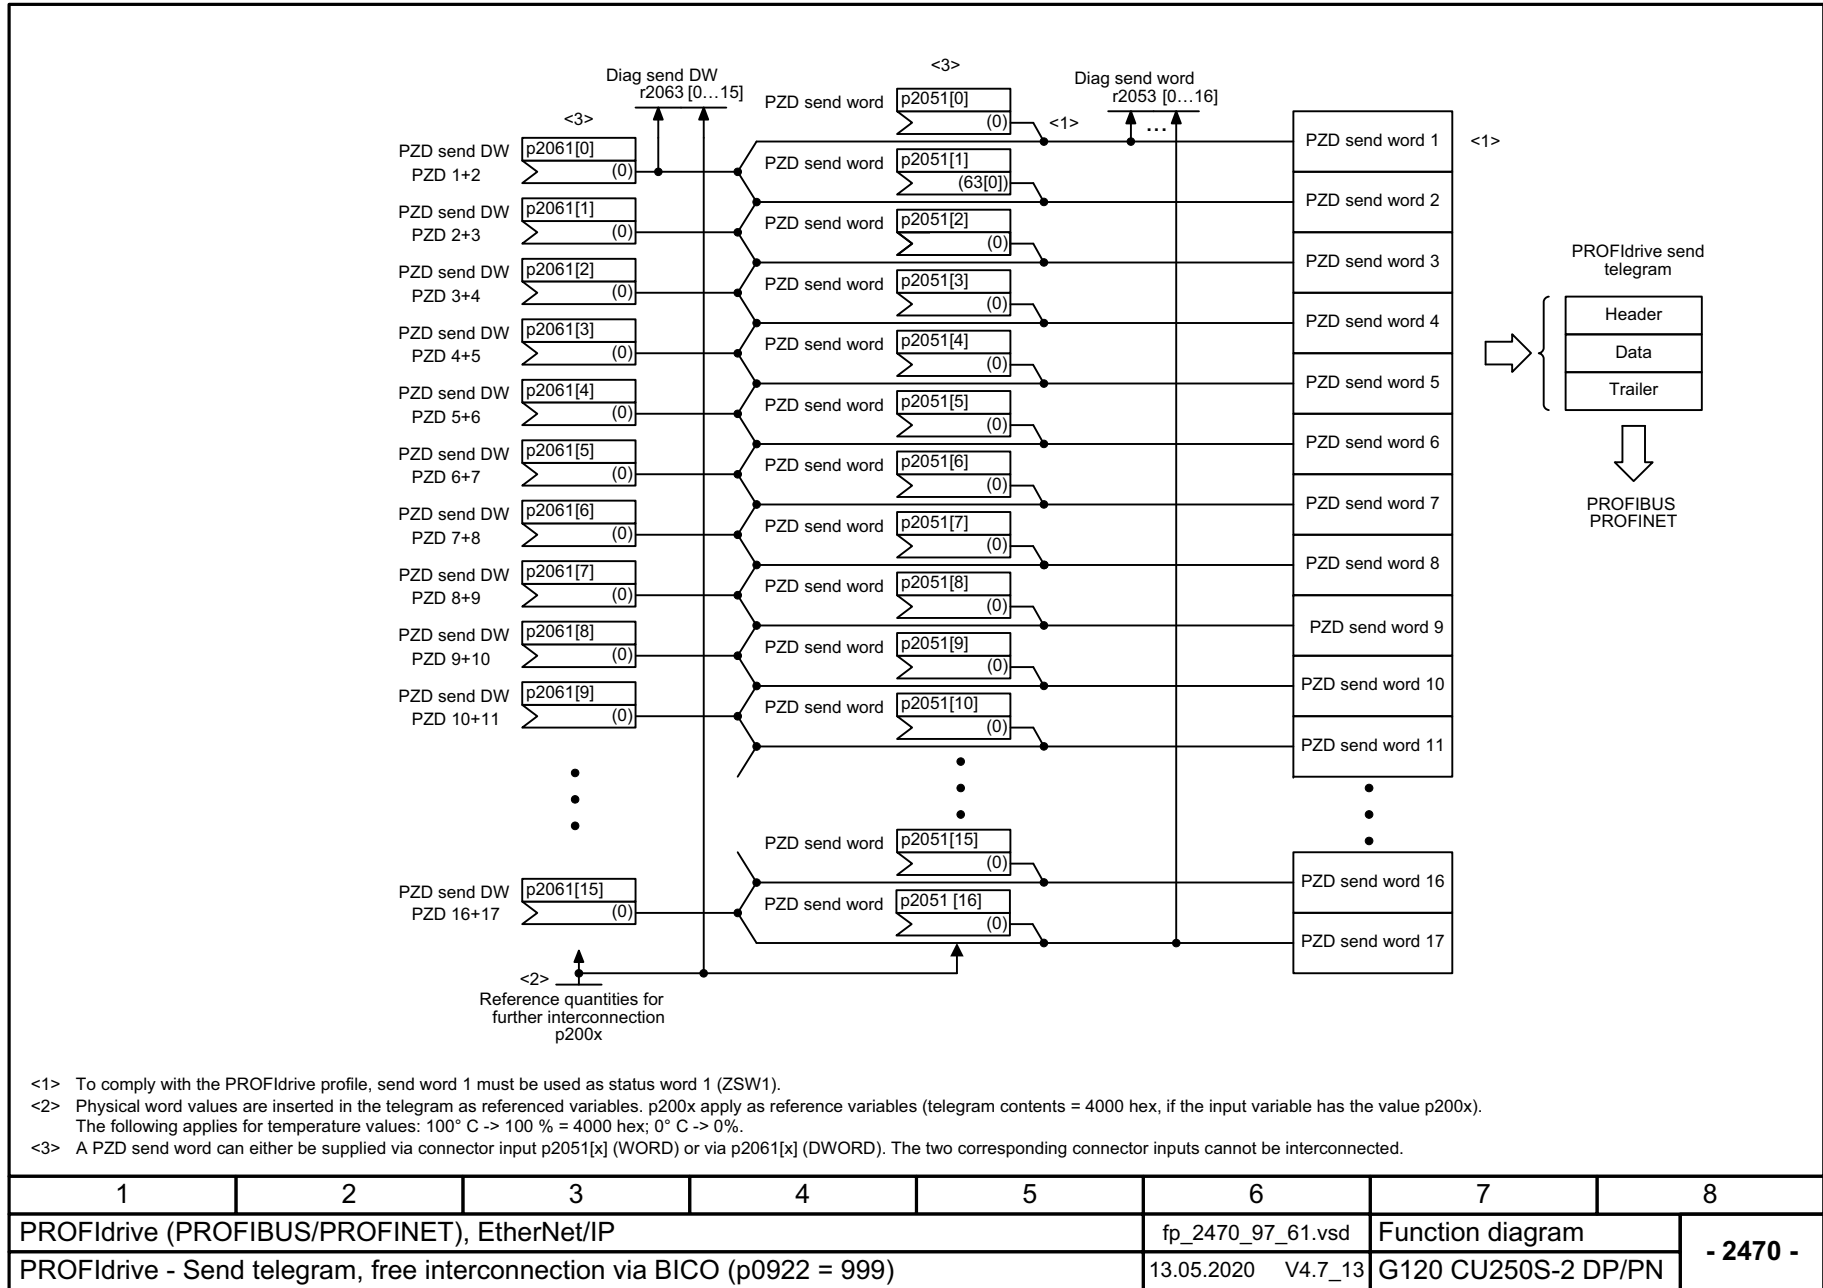 Diag send DW
r2063 [0…15]
<3>
Diag send word
r2053 [0…16]
<3>
PZD send word p2051[0]
(0)
<1>
...
PZD send word 1
<1>
PZD send DW p2061[0]
PZD 1+2 (0)
PZD send word p2051[1]
(63[0])
PZD send word 2
PZD send DW p2061[1]
PZD 2+3 (0)
PZD send word p2051[2]
(0)
PZD send word 3
PZD send DW p2061[2]
PZD 3+4 (0)
PZD send word p2051[3]
(0)
PZD send word 4
PZD send DW p2061[3]
PZD 4+5 (0)
PZD send word p2051[4]
(0)
PZD send word 5
PZD send DW p2061[4]
PZD 5+6 (0)
PZD send word p2051[5]
(0)
PZD send word 6
PZD send DW p2061[5]
PZD 6+7 (0)
PZD send word p2051[6]
(0)
PZD send word 7
PZD send DW p2061[6]
PZD 7+8 (0)
PZD send word p2051[7]
(0)
PZD send word 8
PZD send DW p2061[7]
PZD 8+9 (0)
PZD send word p2051[8]
(0)
PZD send word 9
PZD send DW p2061[8]
PZD 9+10 (0)
PZD send word p2051[9]
(0)
PZD send word 10
PZD send DW p2061[9]
PZD 10+11 (0)
PZD send word p2051[10]
(0)
PZD send word 11
PZD send word p2051[15]
(0)
PZD send word 16
PZD send DW p2061[15]
PZD 16+17 (0)
PZD send word p2051 [16]
(0)
PZD send word 17
<2>
Reference quantities for
further interconnection
p200x
PROFIdrive send
telegram
Header
Data
Trailer
PROFIBUS
PROFINET
<1> To comply with the PROFIdrive profile, send word 1 must be used as status word 1 (ZSW1).
<2> Physical word values are inserted in the telegram as referenced variables. p200x apply as reference variables (telegram contents = 4000 hex, if the input variable has the value p200x).
The following applies for temperature values: 100° C -> 100 % = 4000 hex; 0° C -> 0%.
<3> A PZD send word can either be supplied via connector input p2051[x] (WORD) or via p2061[x] (DWORD). The two corresponding connector inputs cannot be interconnected.
1 2 3 4 5 6 7 8
PROFIdrive (PROFIBUS/PROFINET), EtherNet/IP fp_2470_97_61.vsd Function diagram
- 2470 -
PROFIdrive - Send telegram, free interconnection via BICO (p0922 = 999) 13.05.2020 V4.7_13 G120 CU250S-2 DP/PN